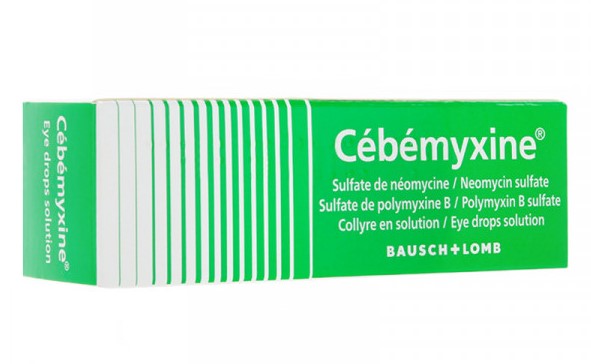 Cébémyxine®
Eye drops solution
Cébémyxine®
Sulfate de néomycine / Neomycin sulfate
Sulfate de polymyxine B / Polymyxin B sulfate
Collyre en solution / Eye drops solution
BAUSCH + LOMB